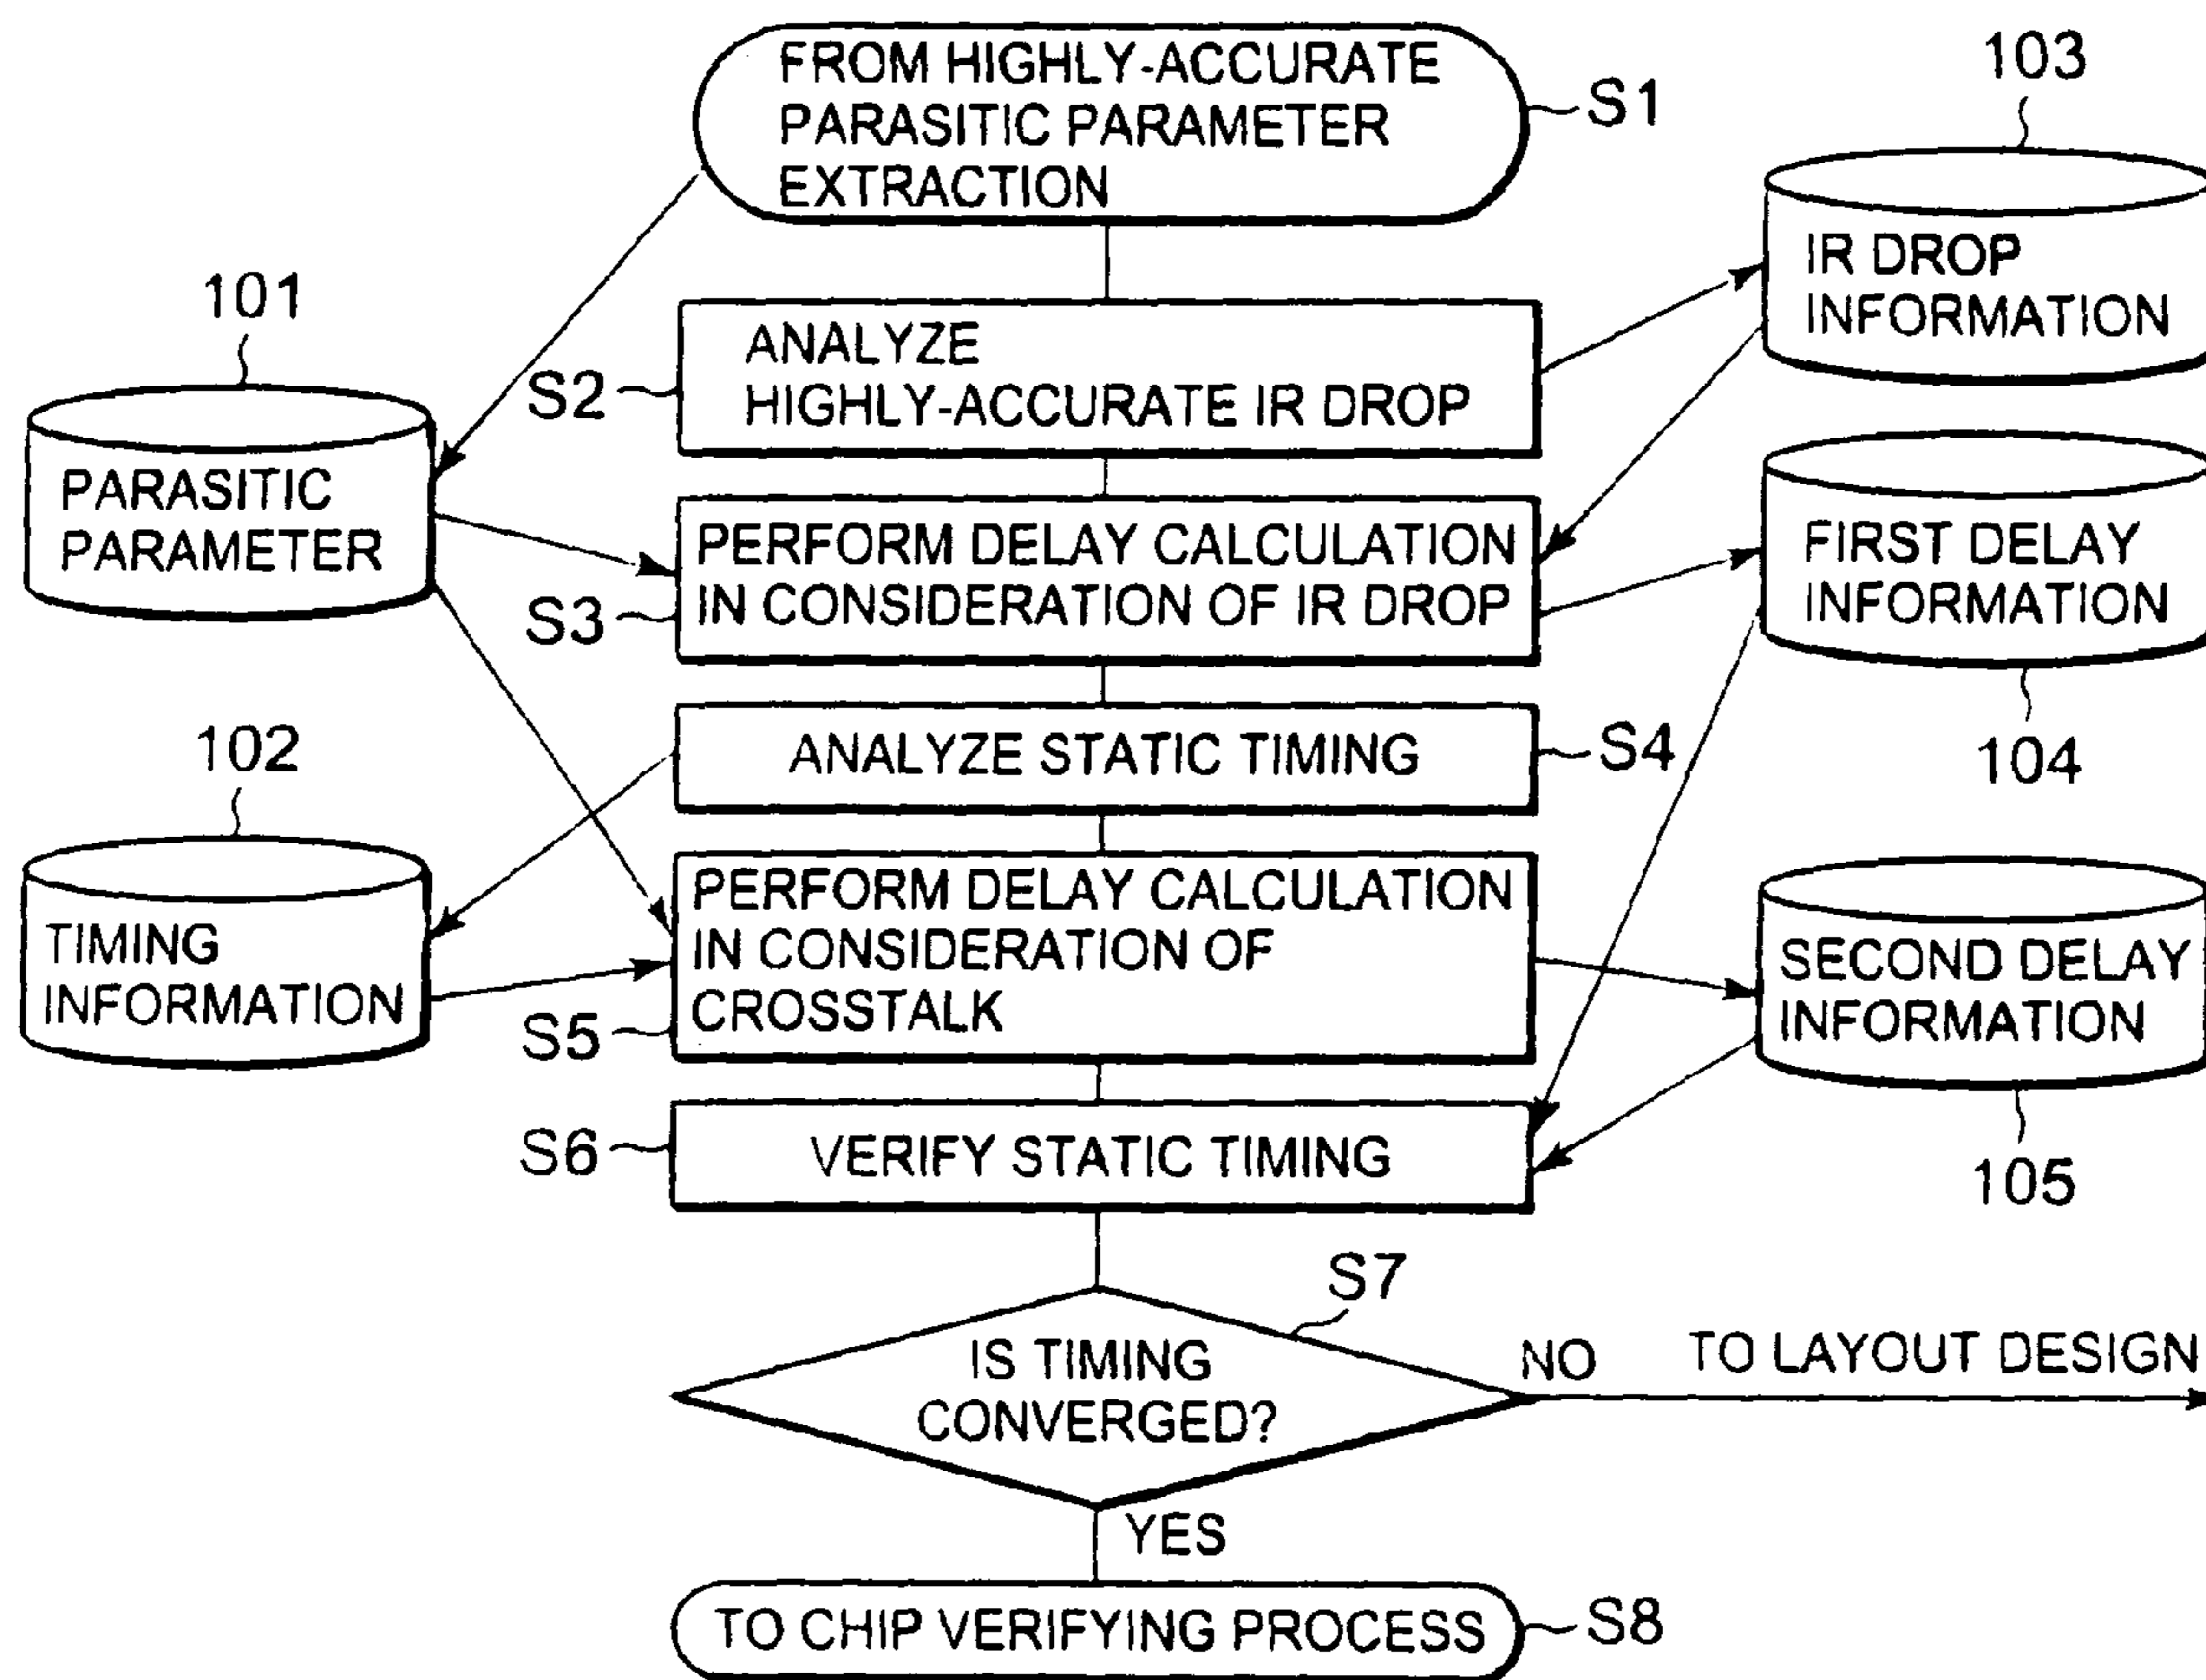 FROM HIGHLY-ACCURATE
PARASITIC PARAMETER
EXTRACTION
S1
103
IR DROP
INFORMATION
101
ANALYZE
HIGHLY-ACCURATE IR DROP
S2
PARASITIC
PARAMETER
PERFORM DELAY CALCULATION
IN CONSIDERATION OF IR DROP
S3
FIRST DELAY
INFORMATION
104
102
ANALYZE STATIC TIMING
S4
TIMING
INFORMATION
PERFORM DELAY CALCULATION
IN CONSIDERATION OF
CROSSTALK
S5
SECOND DELAY
INFORMATION
105
S6
VERIFY STATIC TIMING
S7
IS TIMING
CONVERGED?
NO
TO LAYOUT DESIGN
YES
TO CHIP VERIFYING PROCESS
S8